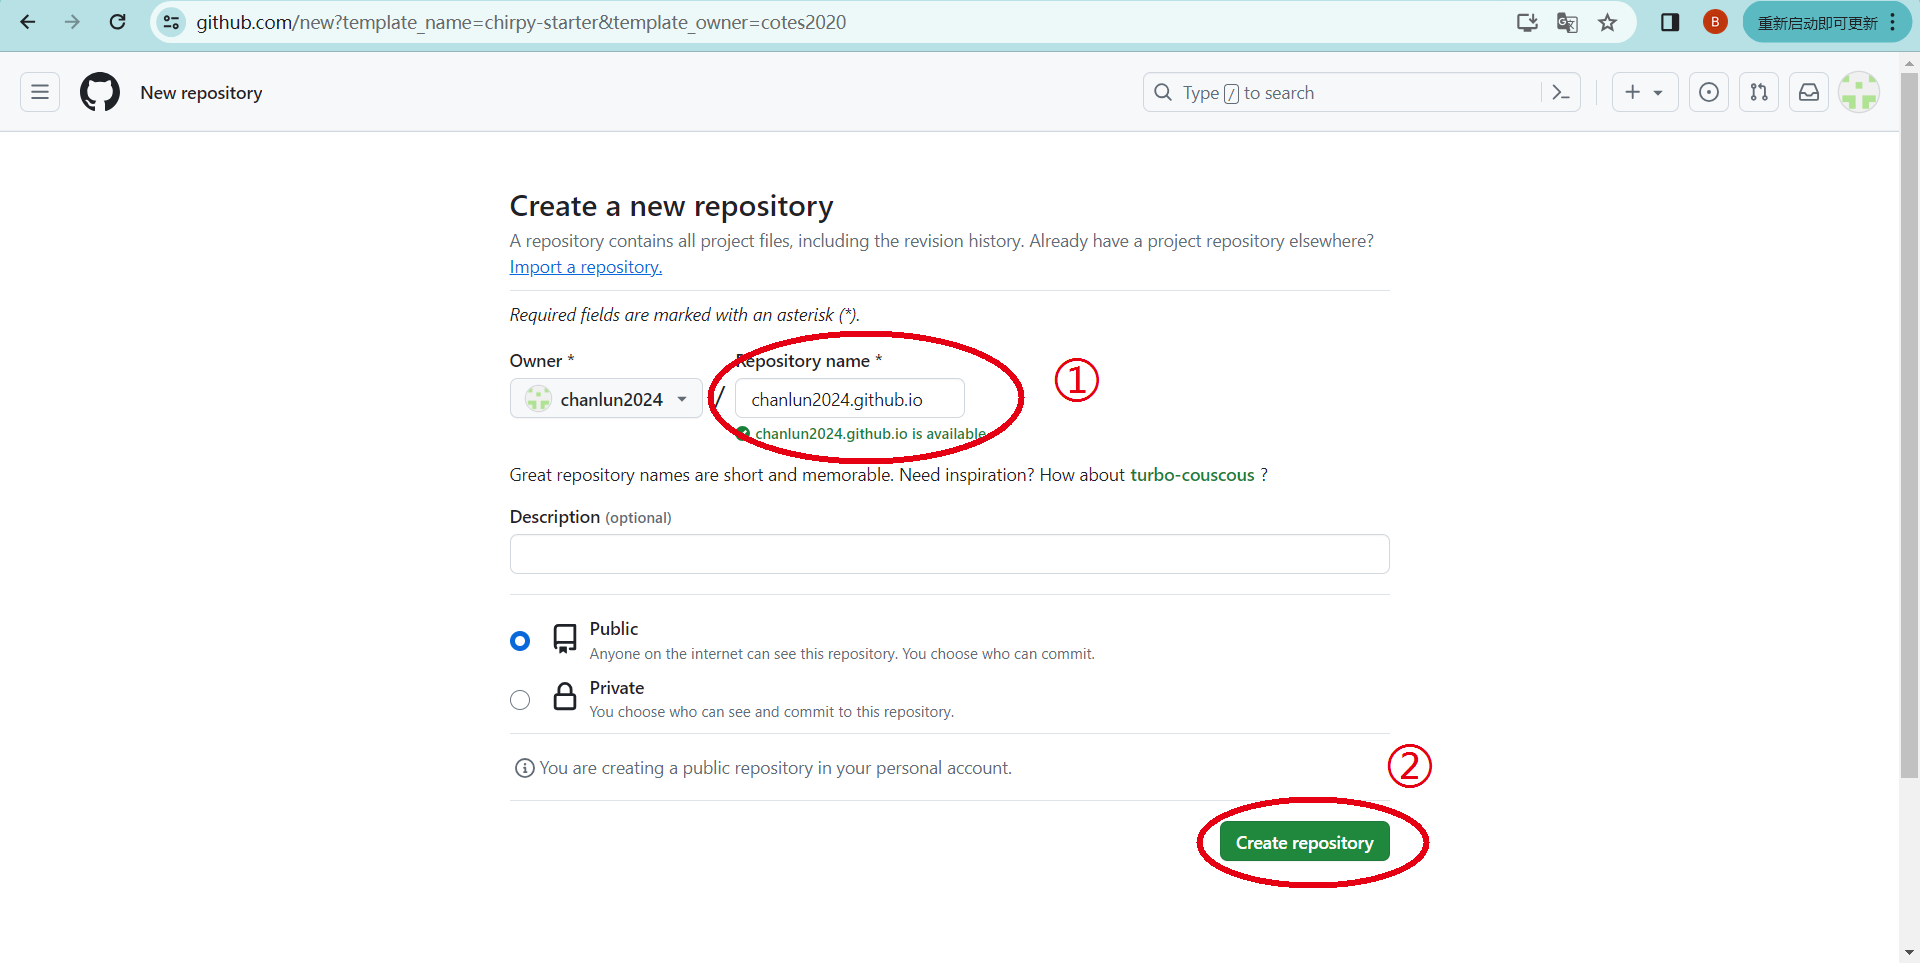 github.com/new?template_name=chirpy-starter&template_owner=cotes2020
B
重新启动即可更新
New repository
Type / to search
Create a new repository
A repository contains all project files, including the revision history. Already have a project repository elsewhere?
Import a repository.
Required fields are marked with an asterisk (*).
Owner *
Repository name *
①
chanlun2024
/
chanlun2024.github.io
chanlun2024.github.io is available.
Great repository names are short and memorable. Need inspiration? How about turbo-couscous ?
Description (optional)
Public
Anyone on the internet can see this repository. You choose who can commit.
Private
You choose who can see and commit to this repository.
You are creating a public repository in your personal account.
②
Create repository